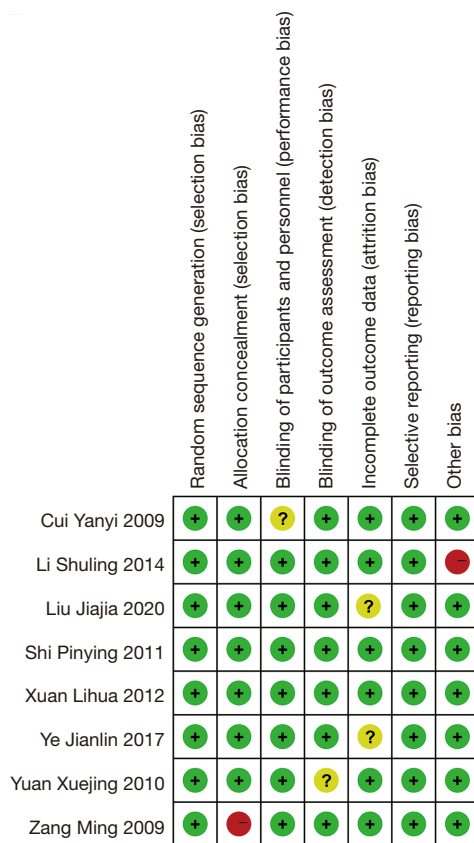 Random sequence generation (selection bias)
Allocation concealment (selection bias)
Blinding of participants and personnel (performance bias)
Blinding of outcome assessment (detection bias)
Incomplete outcome data (attrition bias)
Selective reporting (reporting bias)
Other bias
Cui Yanyi 2009 + + ? + + + +
Li Shuling 2014 + + + + + + −
Liu Jiajia 2020 + + + + ? + +
Shi Pinying 2011 + + + + + + +
Xuan Lihua 2012 + + + + + + +
Ye Jianlin 2017 + + + + ? + +
Yuan Xuejing 2010 + + + ? + + +
Zang Ming 2009 + − + + + + +